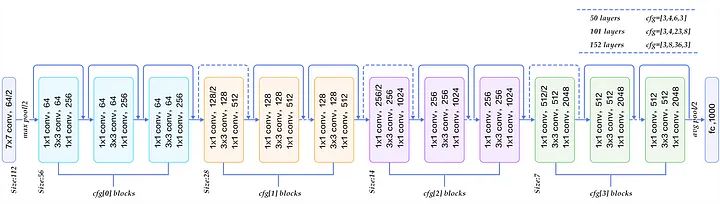 50 layers cfg=[3,4,6,3]
101 layers cfg=[3,4,23,8]
152 layers cfg=[3,8,36,3]
7x7 conv, 64/2
max pool/2
1x1 conv, 64
3x3 conv, 64
1x1 conv, 256
1x1 conv, 64
3x3 conv, 64
1x1 conv, 256
1x1 conv, 64
3x3 conv, 64
1x1 conv, 256
1x1 conv, 128/2
3x3 conv, 128
1x1 conv, 512
1x1 conv, 128
3x3 conv, 128
1x1 conv, 512
1x1 conv, 128
3x3 conv, 128
1x1 conv, 512
1x1 conv, 256/2
3x3 conv, 256
1x1 conv, 1024
1x1 conv, 256
3x3 conv, 256
1x1 conv, 1024
1x1 conv, 256
3x3 conv, 256
1x1 conv, 1024
1x1 conv, 512/2
3x3 conv, 512
1x1 conv, 2048
1x1 conv, 512
3x3 conv, 512
1x1 conv, 2048
1x1 conv, 512
3x3 conv, 512
1x1 conv, 2048
avg pool/2
fc ,1000
Size:112
Size:56
cfg[0] blocks
Size:28
cfg[1] blocks
Size:14
cfg[2] blocks
Size:7
cfg[3] blocks